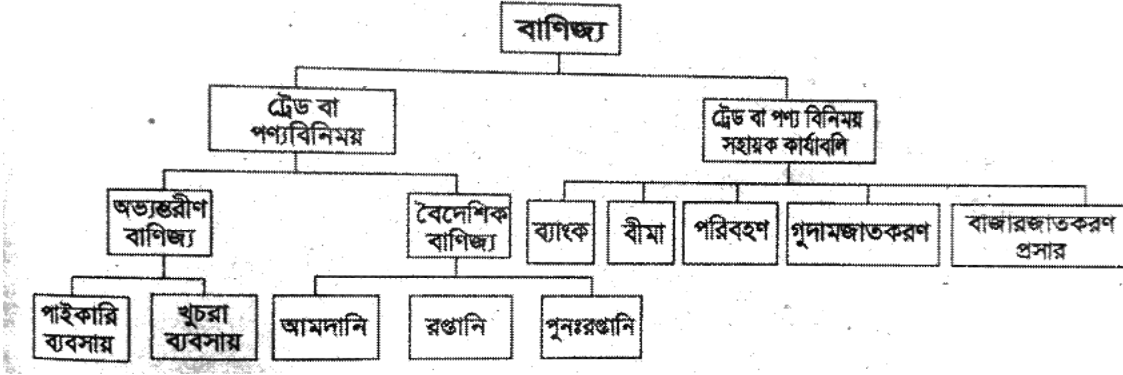 বাণিজ্য
ট্রেড বা
পণ্যবিনিময়
ট্রেড বা পণ্য বিনিময়
সহায়ক কার্যাবলি
অভ্যন্তরীণ
বাণিজ্য
বৈদেশিক
বাণিজ্য
ব্যাংক
বীমা
পরিবহণ
গুদামজাতকরণ
বাজারজাতকরণ
প্রসার
পাইকারি
ব্যবসায়
খুচরা
ব্যবসায়
আমদানি
রপ্তানি
পুনঃরপ্তানি